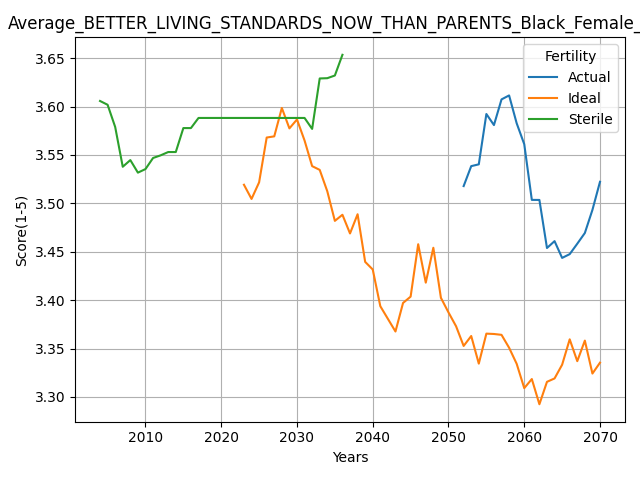 Average_BETTER_LIVING_STANDARDS_NOW_THAN_PARENTS_Black_Female_
Fertility
Actual
Ideal
Sterile
Score(1-5)
3.65
3.60
3.55
3.50
3.45
3.40
3.35
3.30
2010 2020 2030 2040 2050 2060 2070
Years